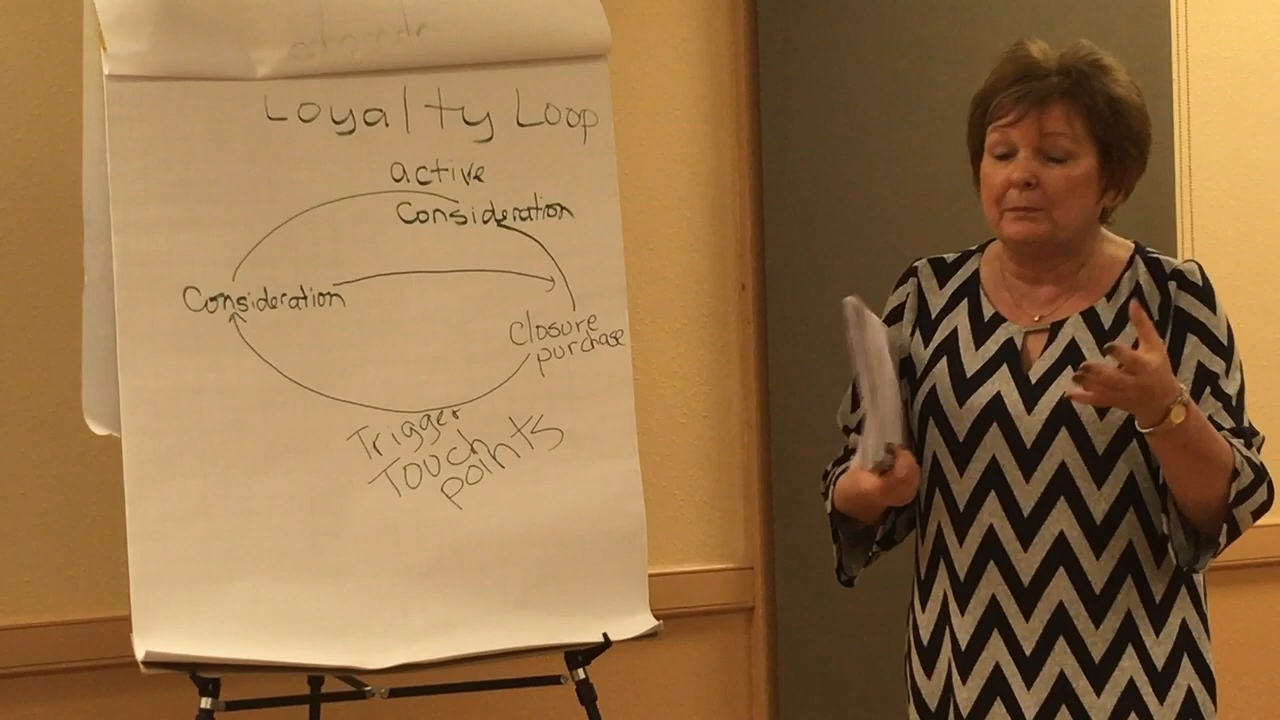 Loyalty Loop
active
Consideration
Consideration
closure
purchase
Trigger
Touch
points